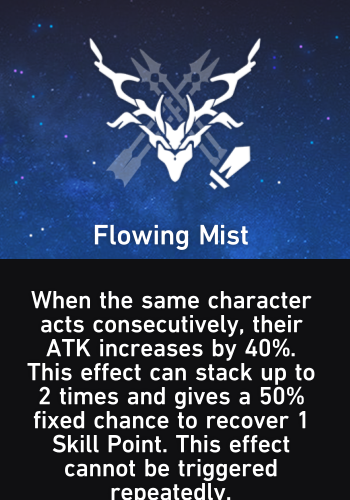 Flowing Mist
When the same character
acts consecutively, their
ATK increases by 40%.
This effect can stack up to
2 times and gives a 50%
fixed chance to recover 1
Skill Point. This effect
cannot be triggered
repeatedly.